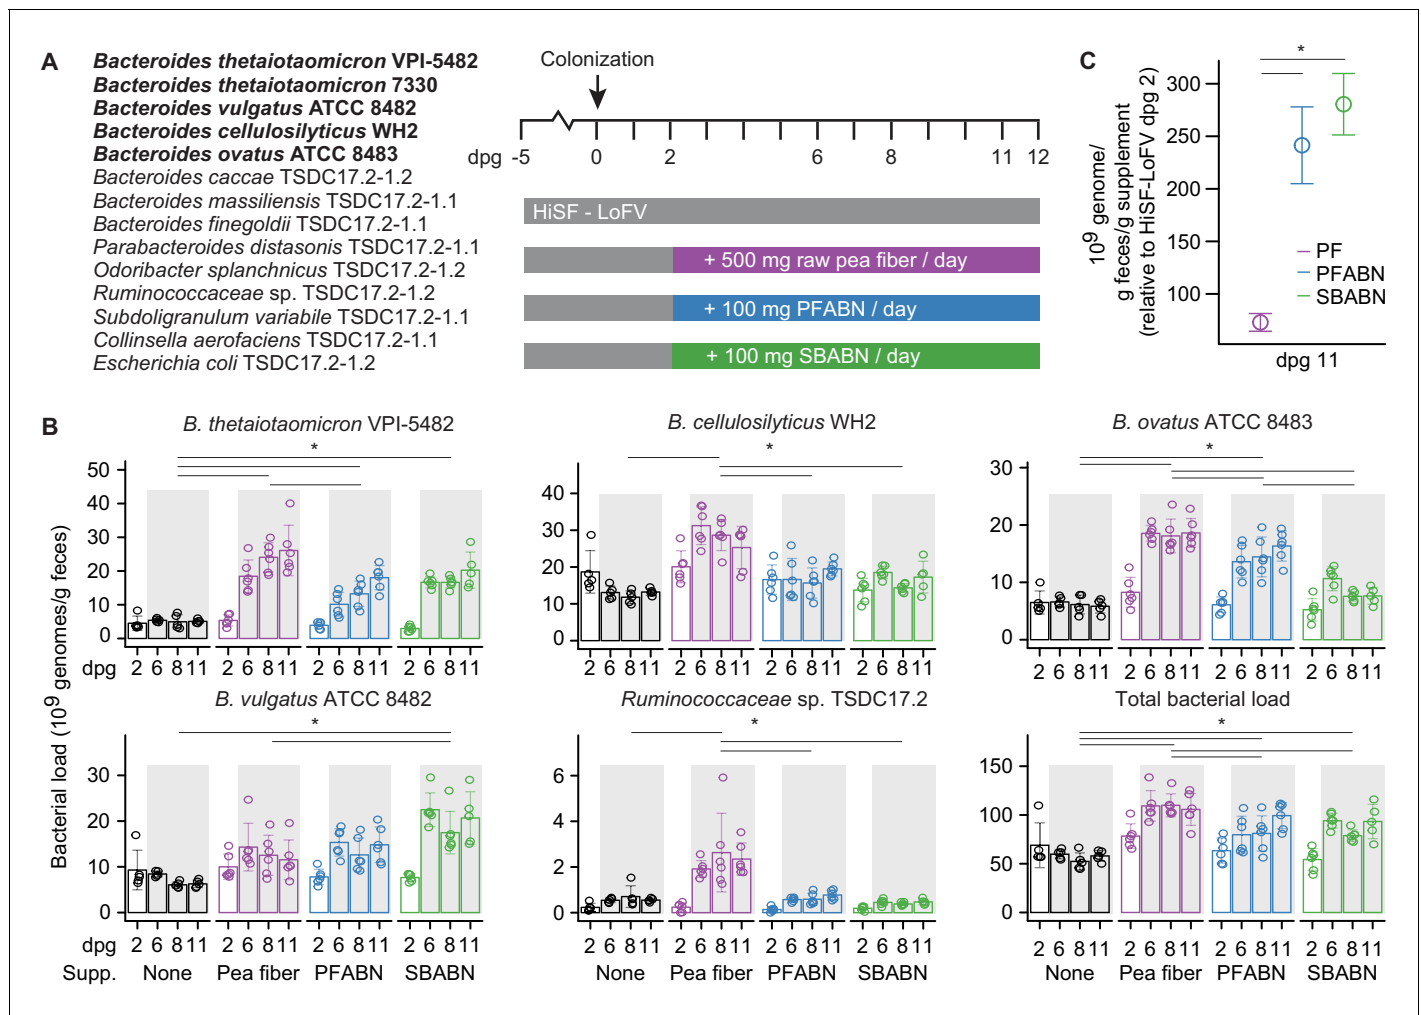 A
Bacteroides thetaiotaomicron VPI-5482
Bacteroides thetaiotaomicron 7330
Bacteroides vulgatus ATCC 8482
Bacteroides cellulosilyticus WH2
Bacteroides ovatus ATCC 8483
Bacteroides caccae TSDC17.2-1.2
Bacteroides massiliensis TSDC17.2-1.1
Bacteroides finegoldii TSDC17.2-1.1
Parabacteroides distasonis TSDC17.2-1.1
Odoribacter splanchnicus TSDC17.2-1.2
Ruminococcaceae sp. TSDC17.2-1.2
Subdoligranulum variabile TSDC17.2-1.1
Collinsella aerofaciens TSDC17.2-1.1
Escherichia coli TSDC17.2-1.2
Colonization
dpg -5 0 2 6 8 11 12
HiSF - LoFV
+ 500 mg raw pea fiber / day
+ 100 mg PFABN / day
+ 100 mg SBABN / day
C
10⁹ genome/
g feces/g supplement
(relative to HiSF-LoFV dpg 2)
300
250
200
150
100
*
PF
PFABN
SBABN
dpg 11
B
Bacterial load (10⁹ genomes/g feces)
B. thetaiotaomicron VPI-5482
*
50
40
30
20
10
0
dpg 2 6 8 11 2 6 8 11 2 6 8 11 2 6 8 11
B. cellulosilyticus WH2
*
40
30
20
10
0
2 6 8 11 2 6 8 11 2 6 8 11 2 6 8 11
B. ovatus ATCC 8483
*
30
20
10
0
2 6 8 11 2 6 8 11 2 6 8 11 2 6 8 11
B. vulgatus ATCC 8482
*
30
20
10
0
dpg 2 6 8 11 2 6 8 11 2 6 8 11 2 6 8 11
Supp. None Pea fiber PFABN SBABN
Ruminococcaceae sp. TSDC17.2
*
6
4
2
0
2 6 8 11 2 6 8 11 2 6 8 11 2 6 8 11
None Pea fiber PFABN SBABN
Total bacterial load
*
150
100
50
0
2 6 8 11 2 6 8 11 2 6 8 11 2 6 8 11
None Pea fiber PFABN SBABN